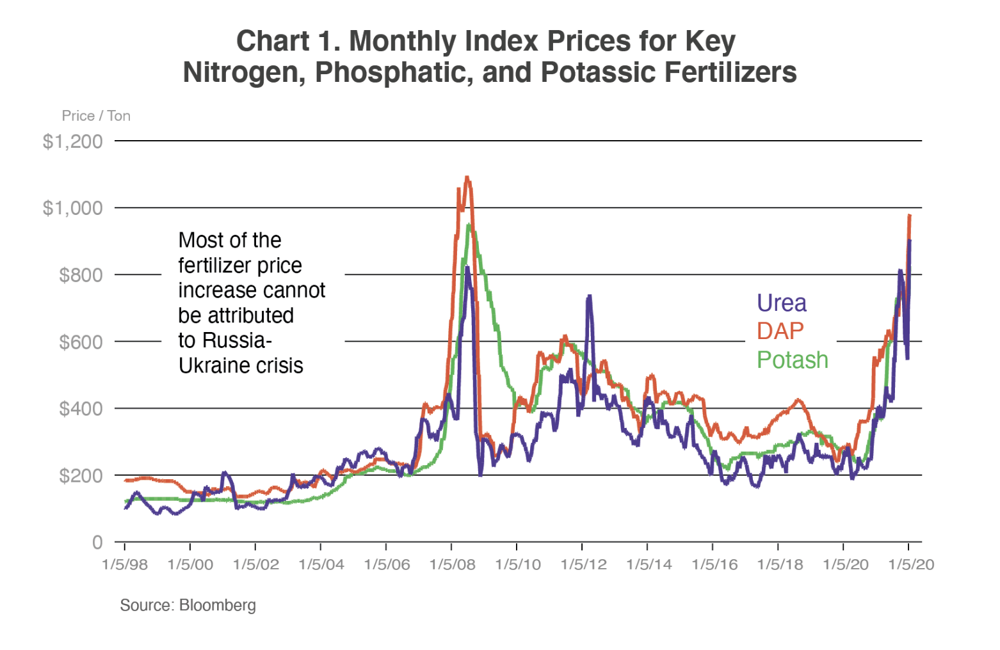 Chart 1. Monthly Index Prices for Key
Nitrogen, Phosphatic, and Potassic Fertilizers
Price / Ton
$1,200
$1,000
$800
$600
$400
$200
0
Most of the
fertilizer price
increase cannot
be attributed
to Russia-
Ukraine crisis
Urea
DAP
Potash
1/5/98 1/5/00 1/5/02 1/5/04 1/5/06 1/5/08 1/5/10 1/5/12 1/5/14 1/5/16 1/5/18 1/5/20 1/5/20
Source: Bloomberg